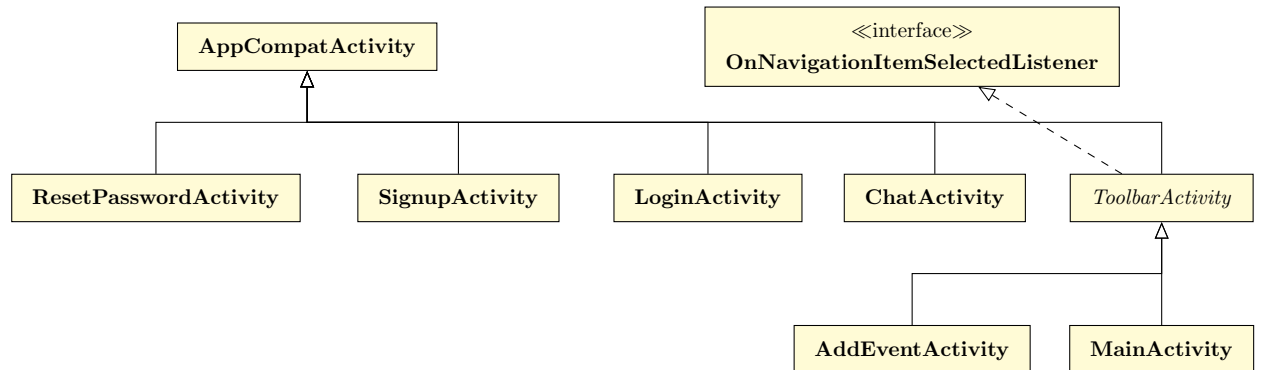 AppCompatActivity
≪interface≫
OnNavigationItemSelectedListener
ResetPasswordActivity
SignupActivity
LoginActivity
ChatActivity
ToolbarActivity
AddEventActivity
MainActivity